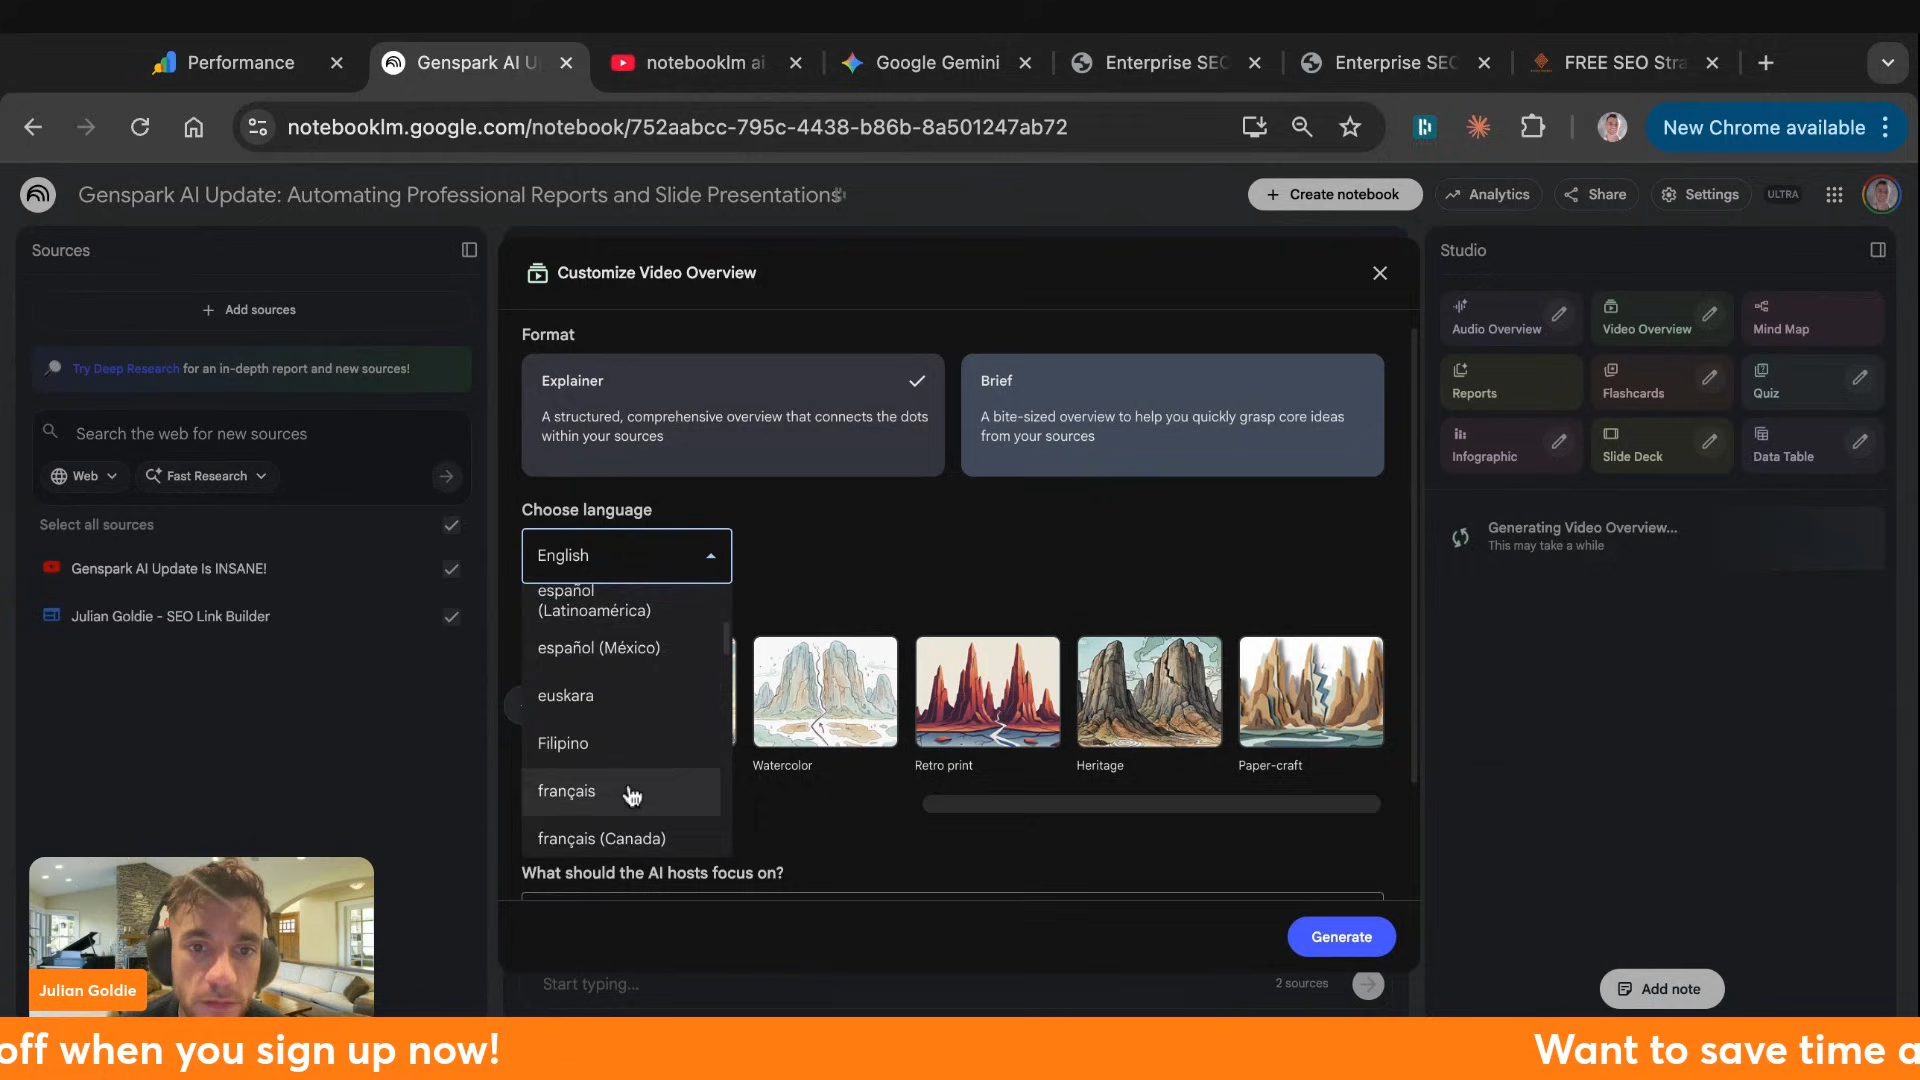 Performance
Genspark AI U
notebooklm ai
Google Gemini
Enterprise SEC
Enterprise SEC
FREE SEO Stra
notebooklm.google.com/notebook/752aabcc-795c-4438-b86b-8a501247ab72
New Chrome available
Genspark AI Update: Automating Professional Reports and Slide Presentations
Create notebook
Analytics
Share
Settings
ULTRA
Sources
Add sources
Try Deep Research for an in-depth report and new sources!
Search the web for new sources
Web
Fast Research
Select all sources
Genspark AI Update Is INSANE!
Julian Goldie - SEO Link Builder
Customize Video Overview
Format
Explainer
A structured, comprehensive overview that connects the dots
within your sources
Brief
A bite-sized overview to help you quickly grasp core ideas
from your sources
Choose language
English
español
(Latinoamérica)
español (México)
euskara
Filipino
français
français (Canada)
Watercolor
Retro print
Heritage
Paper-craft
What should the AI hosts focus on?
Generate
Start typing...
2 sources
Studio
Audio Overview
Video Overview
Mind Map
Reports
Flashcards
Quiz
Infographic
Slide Deck
Data Table
Generating Video Overview...
This may take a while
Add note
Julian Goldie
off when you sign up now!
Want to save time a